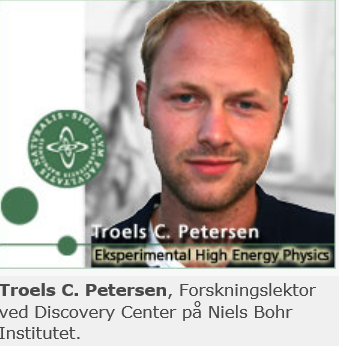 Troels C. Petersen
Eksperimental High Energy Physics
Troels C. Petersen, Forskningslektor
ved Discovery Center på Niels Bohr
Institutet.